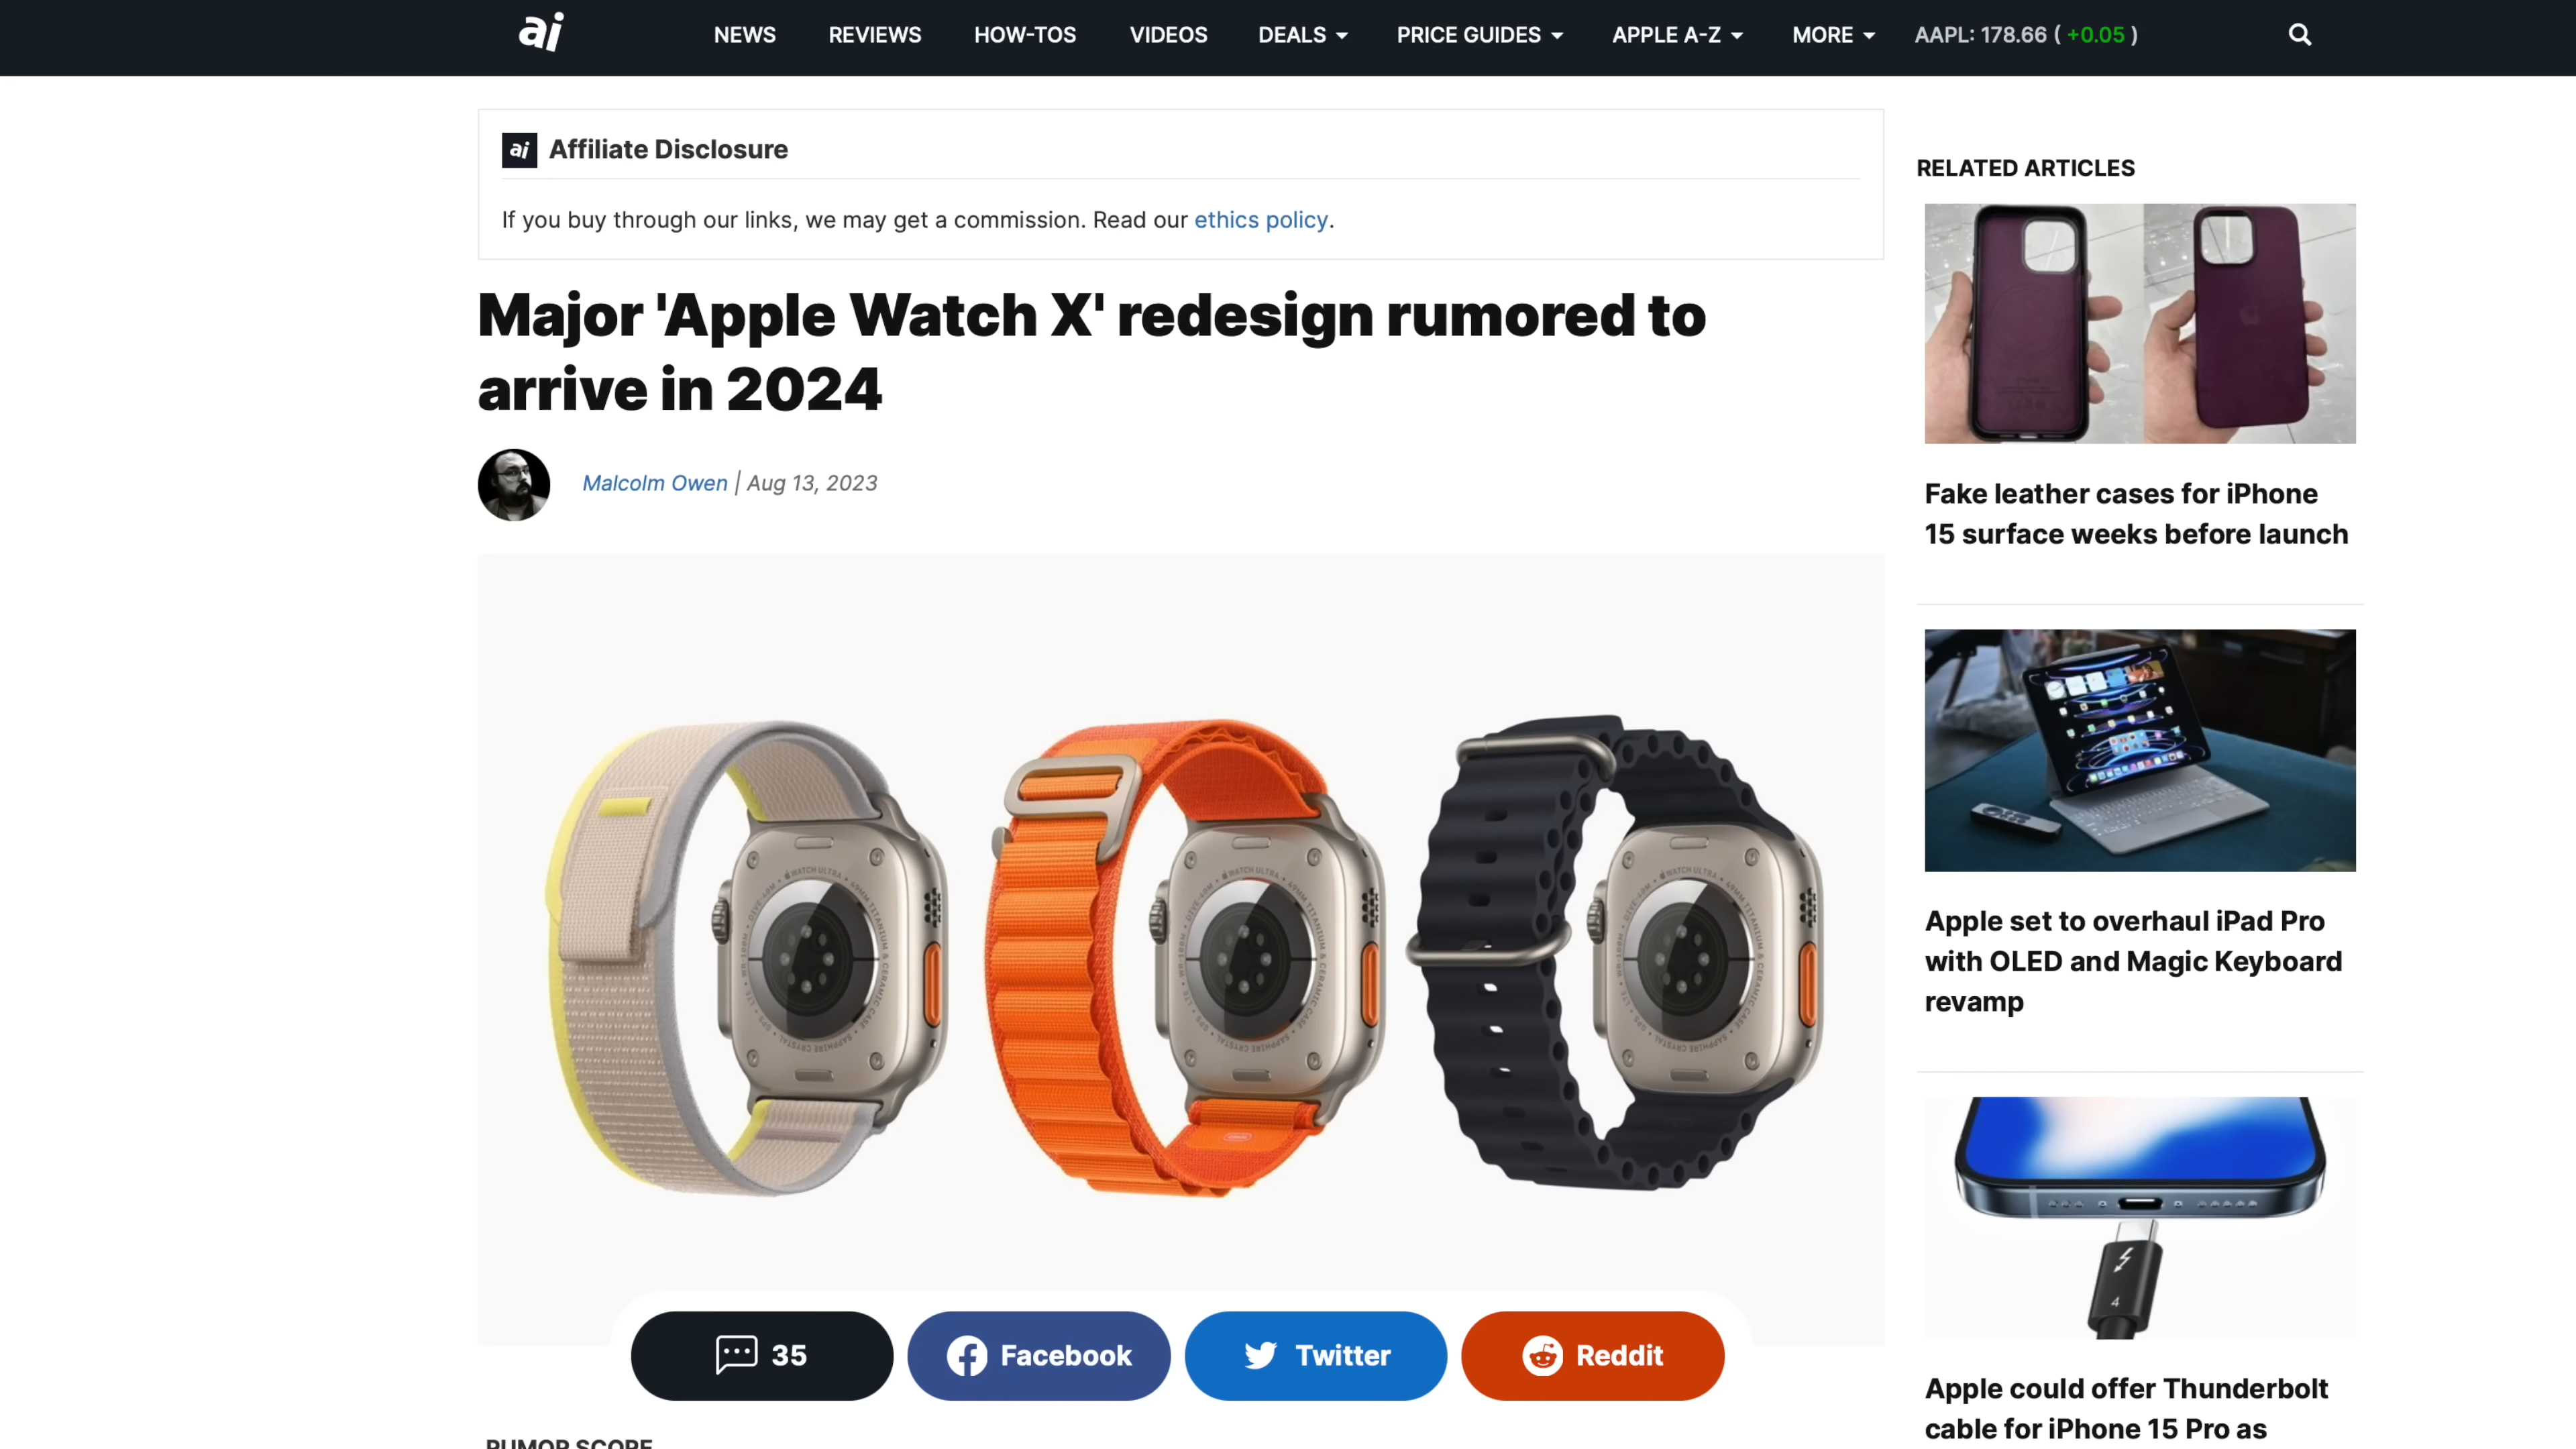 ai
NEWS
REVIEWS
HOW-TOS
VIDEOS
DEALS
PRICE GUIDES
APPLE A-Z
MORE
AAPL: 178.66 ( +0.05 )
ai Affiliate Disclosure
If you buy through our links, we may get a commission. Read our ethics policy.
Major 'Apple Watch X' redesign rumored to
arrive in 2024
Malcolm Owen | Aug 13, 2023
35
Facebook
Twitter
Reddit
RUMOR SCORE
RELATED ARTICLES
Fake leather cases for iPhone
15 surface weeks before launch
Apple set to overhaul iPad Pro
with OLED and Magic Keyboard
revamp
4
Apple could offer Thunderbolt
cable for iPhone 15 Pro as